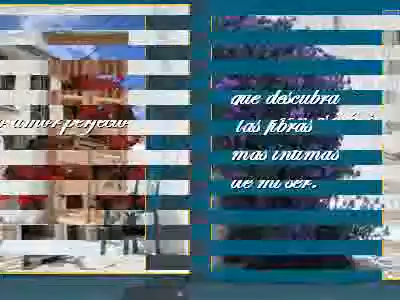 amor perfecto
que descubra
las fibras
mas intimas
de mi ser.